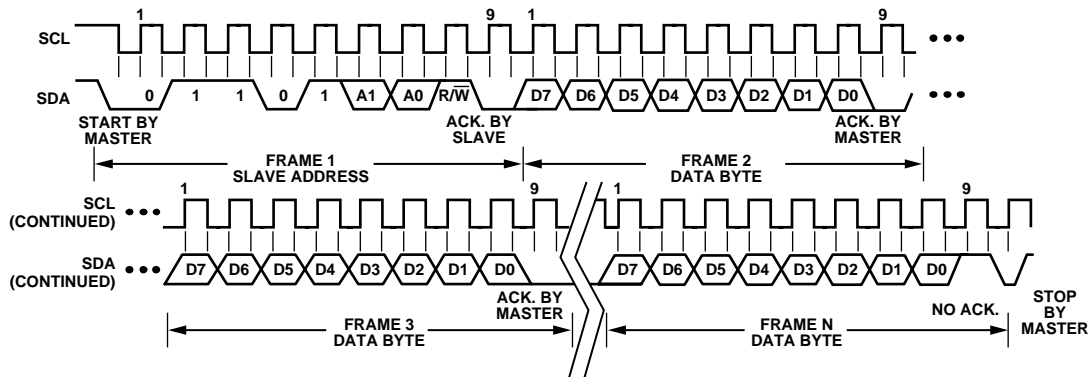 1 9 1 9
SCL •••
SDA 0 1 1 0 1 A1 A0 R/W̅ D7 D6 D5 D4 D3 D2 D1 D0 •••
START BY MASTER
ACK. BY SLAVE
ACK. BY MASTER
FRAME 1
SLAVE ADDRESS
FRAME 2
DATA BYTE
1 9 1 9
SCL
(CONTINUED) •••
SDA
(CONTINUED) ••• D7 D6 D5 D4 D3 D2 D1 D0 D7 D6 D5 D4 D3 D2 D1 D0
ACK. BY
MASTER
NO ACK.
STOP
BY
MASTER
FRAME 3
DATA BYTE
FRAME N
DATA BYTE